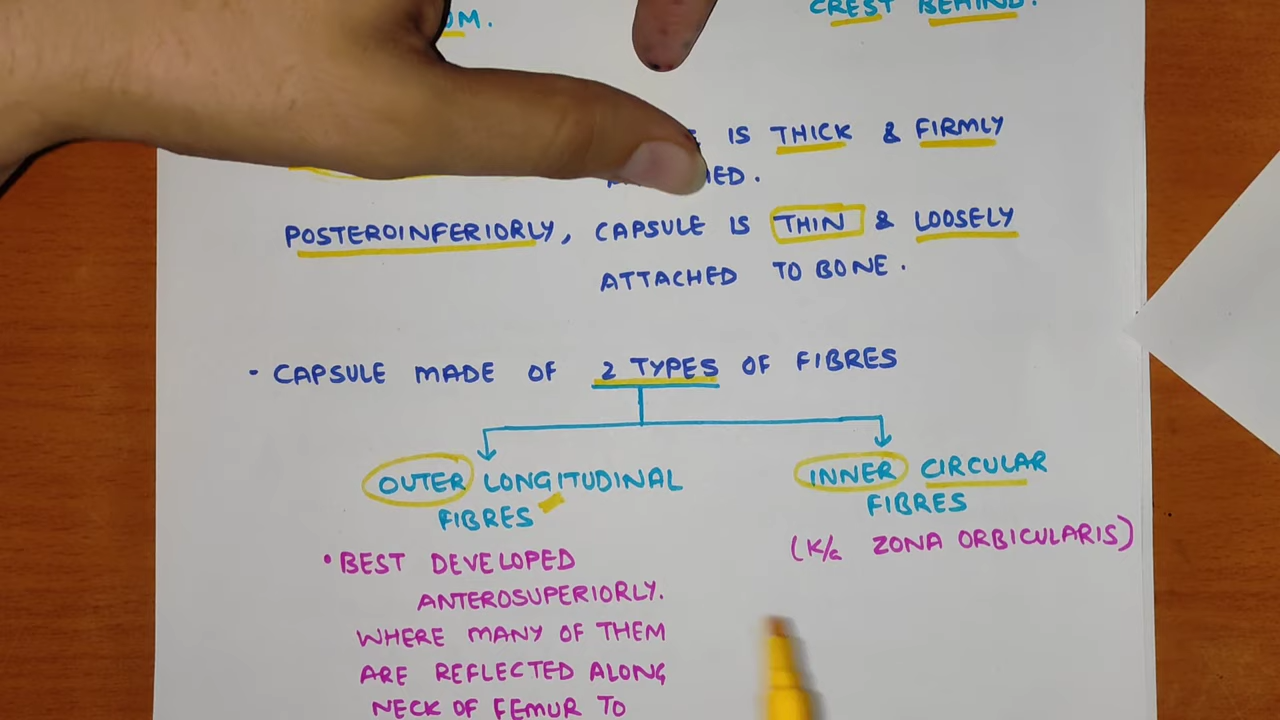 CREST BEHIND.
IS THICK & FIRMLY
POSTEROINFERIORLY, CAPSULE IS THIN & LOOSELY
ATTACHED TO BONE.
• CAPSULE MADE OF 2 TYPES OF FIBRES
OUTER LONGITUDINAL
FIBRES
INNER CIRCULAR
FIBRES
(K/a ZONA ORBICULARIS)
• BEST DEVELOPED
ANTEROSUPERIORLY.
WHERE MANY OF THEM
ARE REFLECTED ALONG
NECK OF FEMUR TO